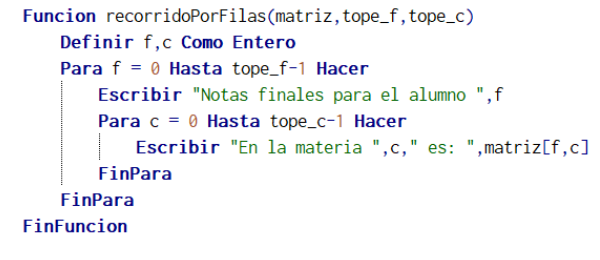 Funcion recorridoPorFilas(matriz,tope_f,tope_c)
Definir f,c Como Entero
Para f = 0 Hasta tope_f-1 Hacer
Escribir "Notas finales para el alumno ",f
Para c = 0 Hasta tope_c-1 Hacer
Escribir "En la materia ",c," es: ",matriz[f,c]
FinPara
FinPara
FinFuncion